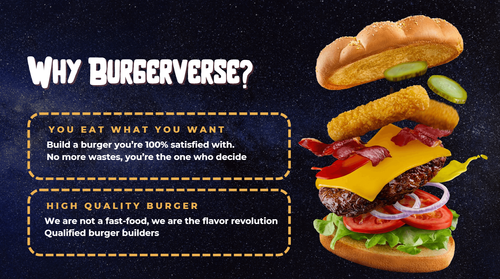 WHY BURGERVERSE?
YOU EAT WHAT YOU WANT
Build a burger you're 100% satisfied with.
No more wastes, you're the one who decide
HIGH QUALITY BURGER
We are not a fast-food, we are the flavor revolution
Qualified burger builders